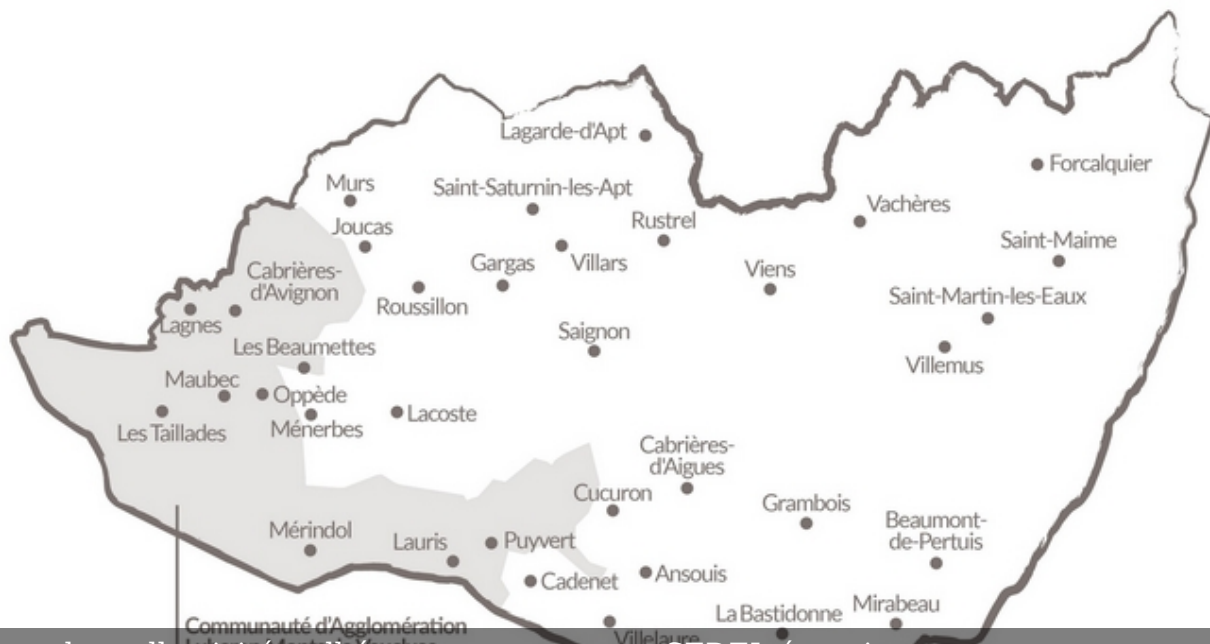 Lagarde-d'Apt
Forcalquier
Murs
Saint-Saturnin-les-Apt
Vachères
Joucas
Rustrel
Saint-Maime
Cabrières-
d'Avignon
Gargas
Villars
Viens
Roussillon
Saint-Martin-les-Eaux
Lagnes
Saignon
Les Beaumettes
Villemus
Maubec
Oppède
Lacoste
Les Taillades
Ménerbes
Cabrières-
d'Aigues
Cucuron
Grambois
Beaumont-
de-Pertuis
Mérindol
Lauris
Puyvert
Cadenet
Ansouis
La Bastidonne
Mirabeau
Communauté d'Agglomération
Villelaure